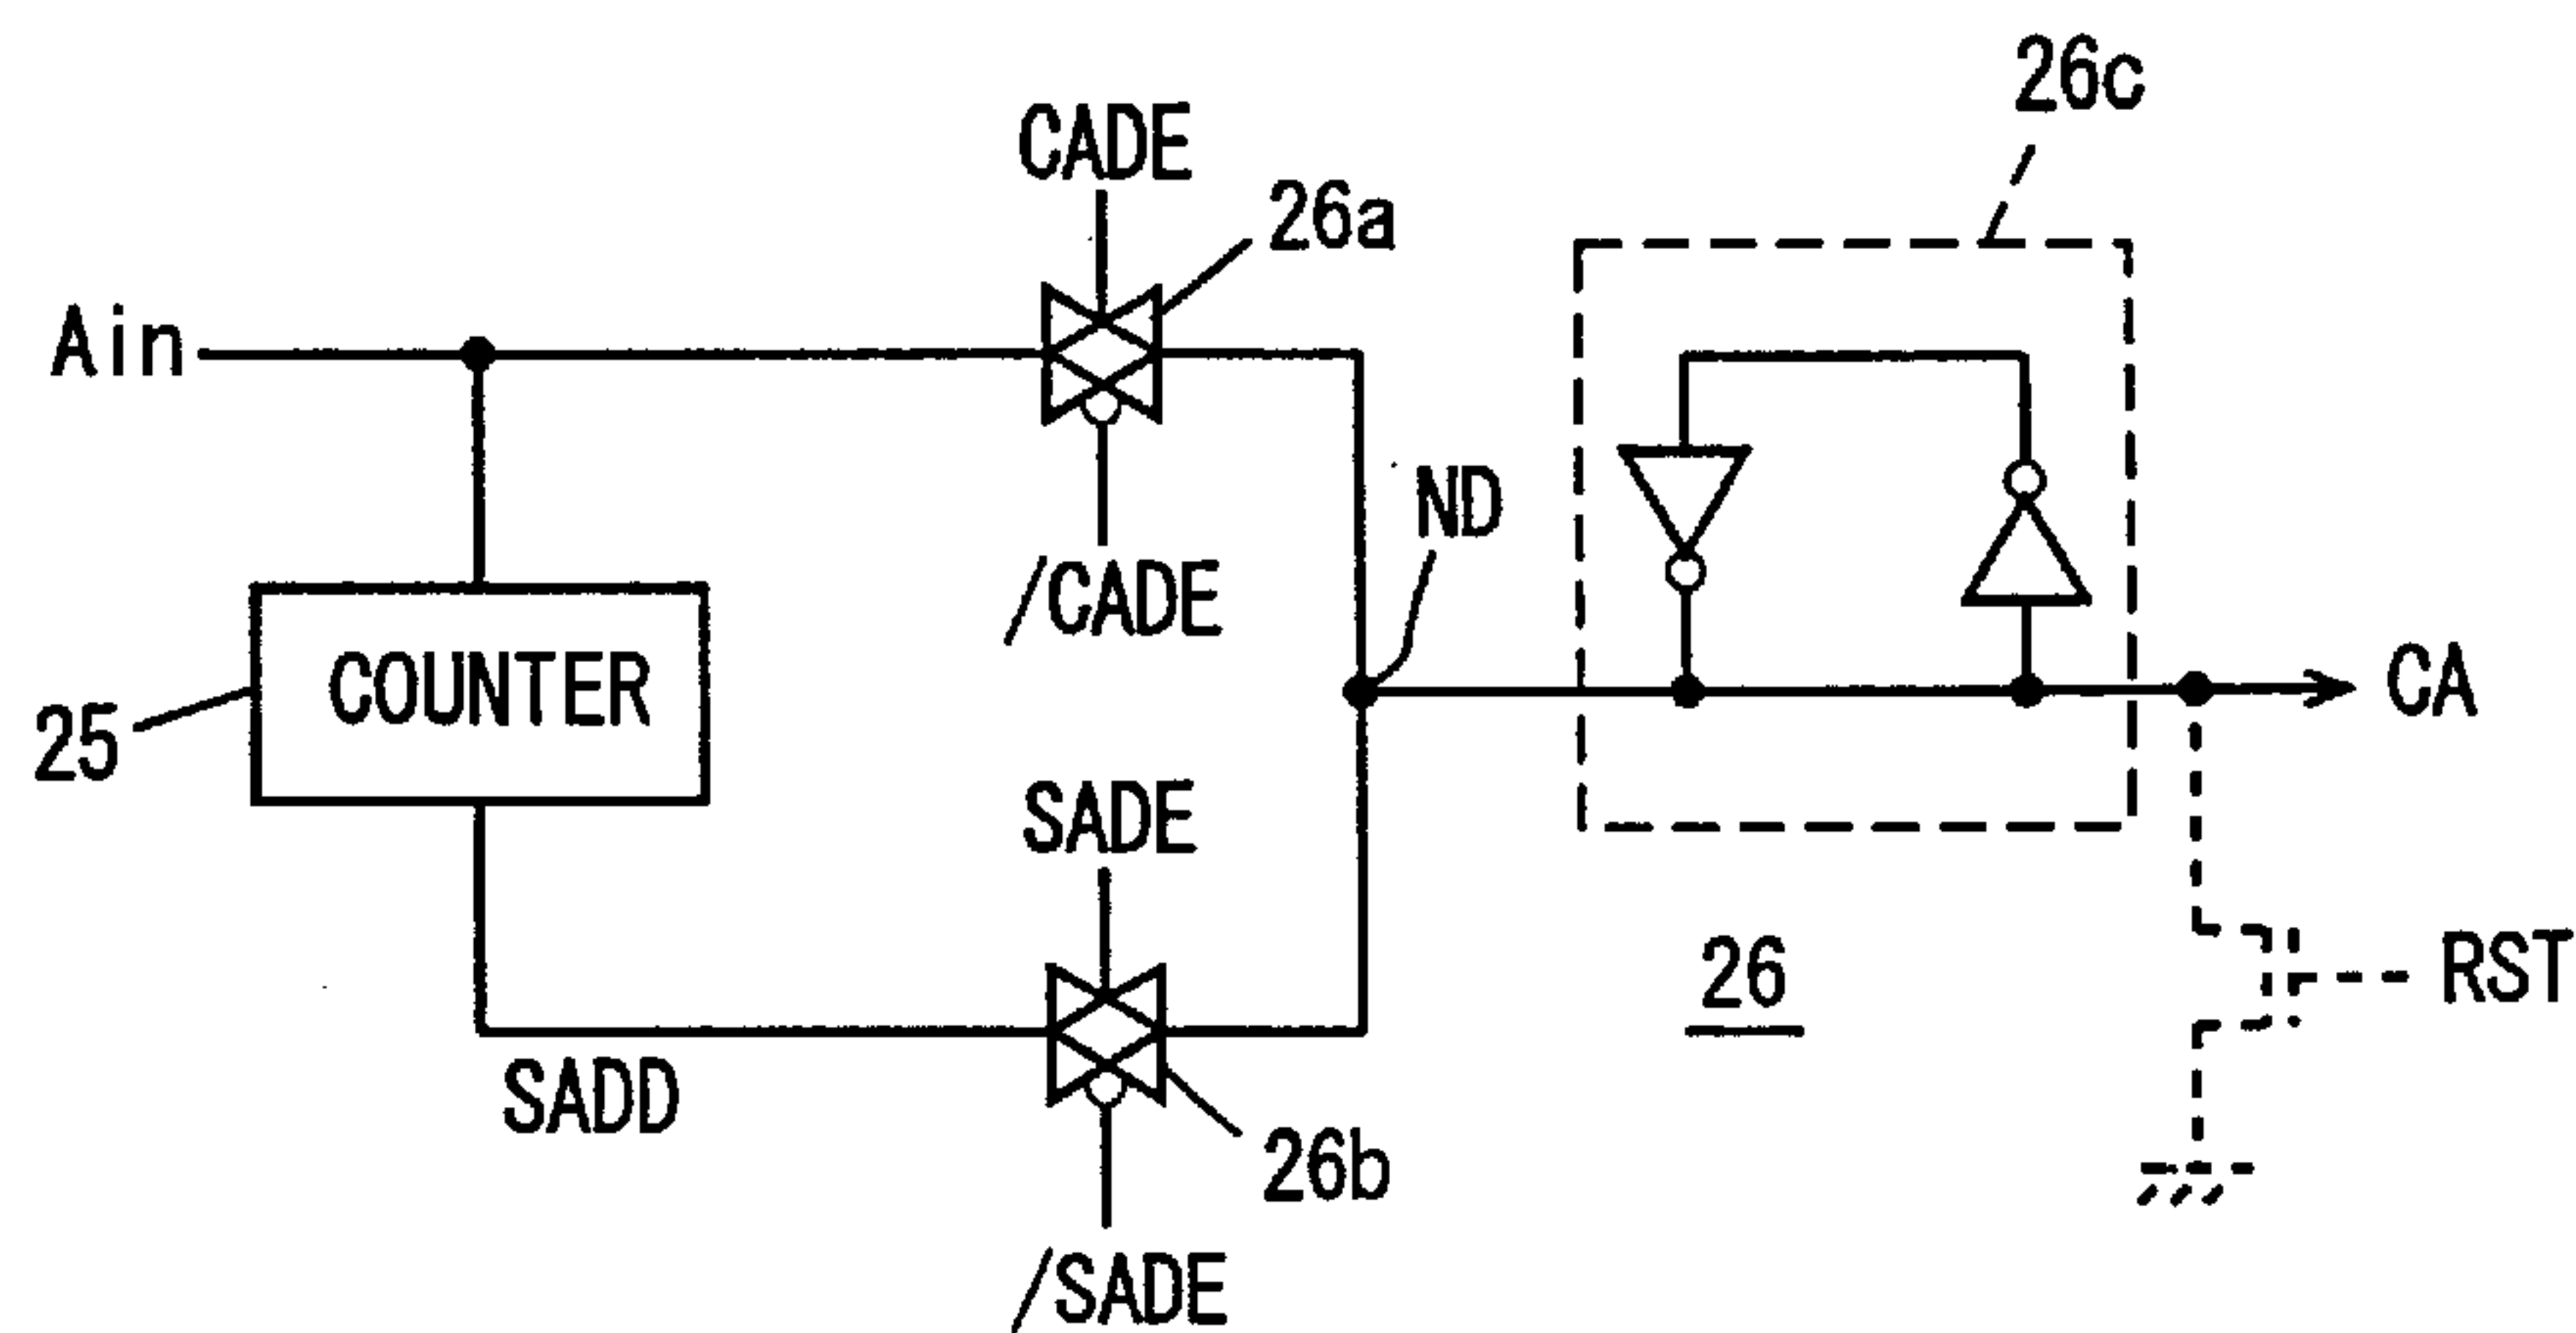 26c
CADE
26a
Ain
ND
/CADE
COUNTER
25
CA
SADE
26
RST
SADD
26b
/SADE